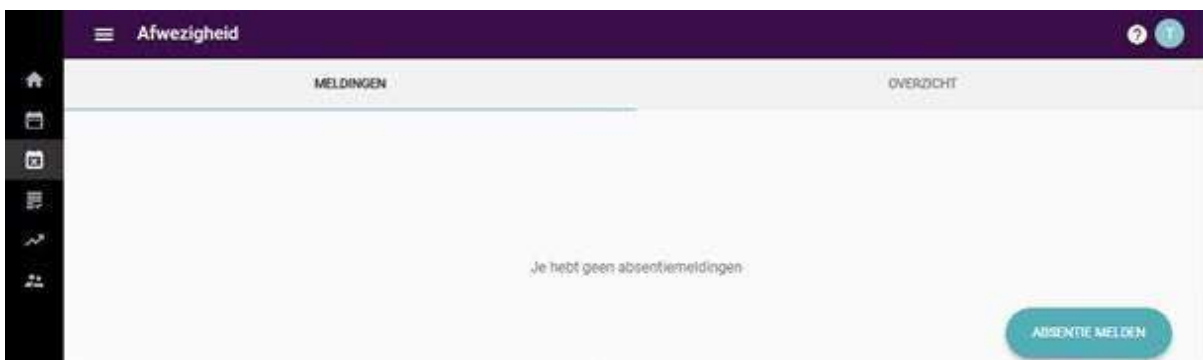 Afwezigheid
T
MELDINGEN
OVERZICHT
Je hebt geen absentiemeldingen
ABSENTIE MELDEN